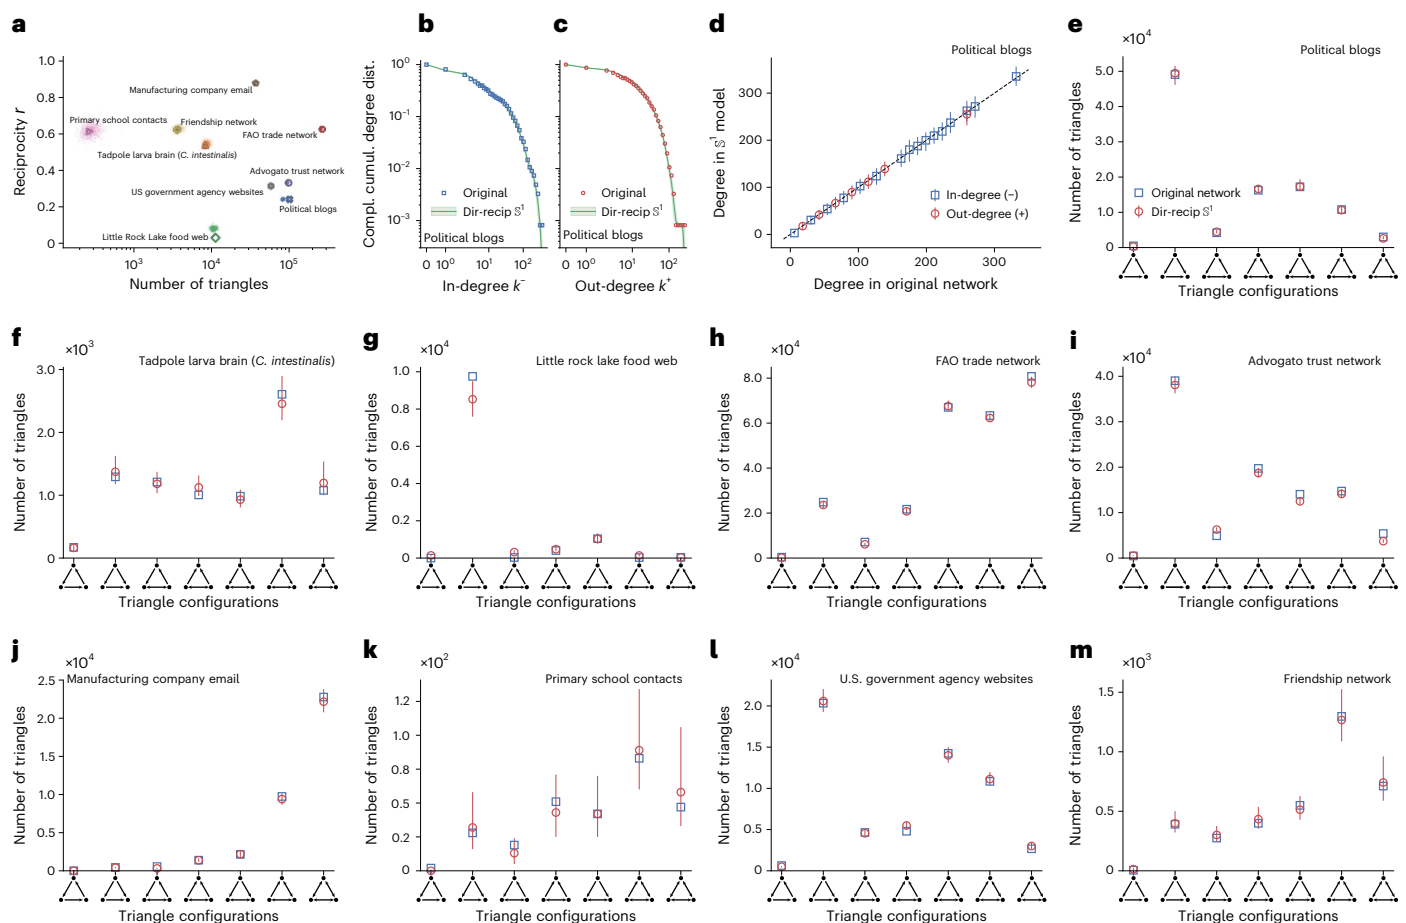 a
Reciprocity r
1.0
0.8
0.6
0.4
0.2
0
Manufacturing company email
Primary school contacts
Friendship network
FAO trade network
Tadpole larva brain (C. intestinalis)
Advogato trust network
US government agency websites
Political blogs
Little Rock Lake food web
10³
10⁴
10⁵
Number of triangles
b
Compl. cumul. degree dist.
10⁰
10⁻¹
10⁻²
10⁻³
Original
Dir-recip 𝕊¹
Political blogs
0
10⁰
10¹
10²
In-degree k⁻
c
Original
Dir-recip 𝕊¹
Political blogs
0
10⁰
10¹
10²
Out-degree k⁺
d
Political blogs
Degree in 𝕊¹ model
300
200
100
0
In-degree (−)
Out-degree (+)
0
100
200
300
Degree in original network
e
×10⁴
Political blogs
Number of triangles
5.0
4.0
3.0
2.0
1.0
0
Original network
Dir-recip 𝕊¹
Triangle configurations
f
×10³
Tadpole larva brain (C. intestinalis)
Number of triangles
3.0
2.0
1.0
0
Triangle configurations
g
×10⁴
Little rock lake food web
Number of triangles
1.0
0.8
0.6
0.4
0.2
0
Triangle configurations
h
×10⁴
FAO trade network
Number of triangles
8.0
6.0
4.0
2.0
0
Triangle configurations
i
×10⁴
Advogato trust network
Number of triangles
4.0
3.0
2.0
1.0
0
Triangle configurations
j
×10⁴
Manufacturing company email
Number of triangles
2.5
2.0
1.5
1.0
0.5
0
Triangle configurations
k
×10²
Primary school contacts
Number of triangles
1.2
1.0
0.8
0.5
0.2
0
Triangle configurations
l
×10⁴
U.S. government agency websites
Number of triangles
2.0
1.5
1.0
0.5
0
Triangle configurations
m
×10³
Friendship network
Number of triangles
1.5
1.0
0.5
0
Triangle configurations